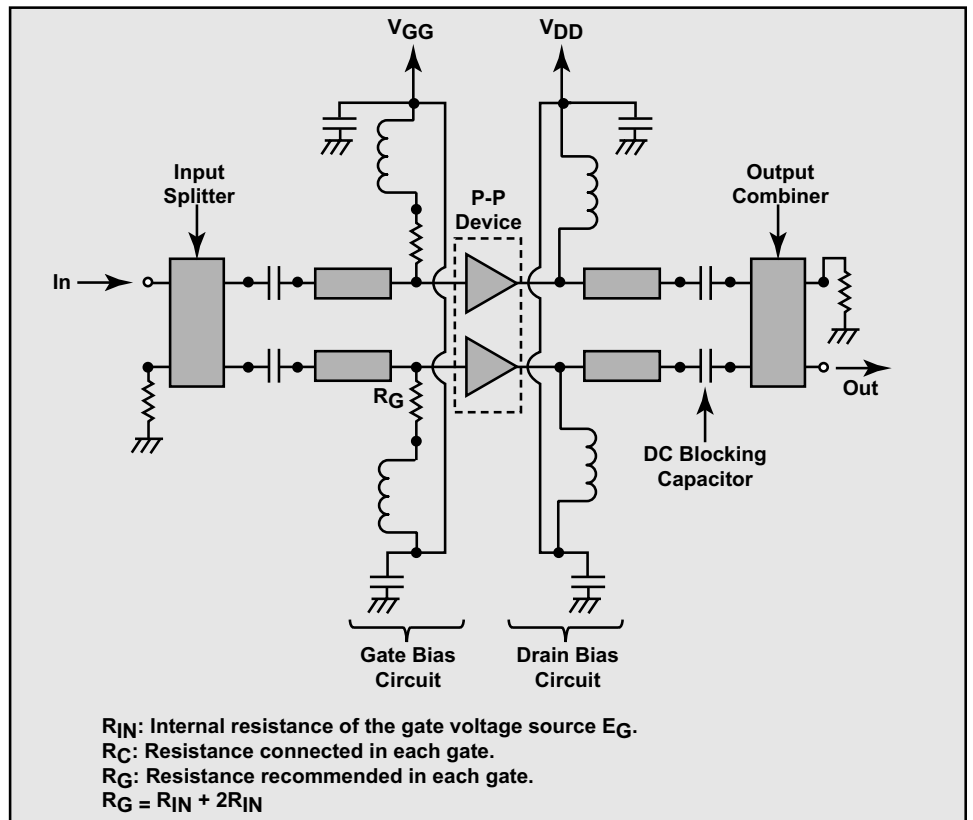 VGG
VDD
Input
Splitter
P-P
Device
Output
Combiner
In
RG
Out
DC Blocking
Capacitor
Gate Bias
Circuit
Drain Bias
Circuit
RIN: Internal resistance of the gate voltage source EG.
RC: Resistance connected in each gate.
RG: Resistance recommended in each gate.
RG = RIN + 2RIN